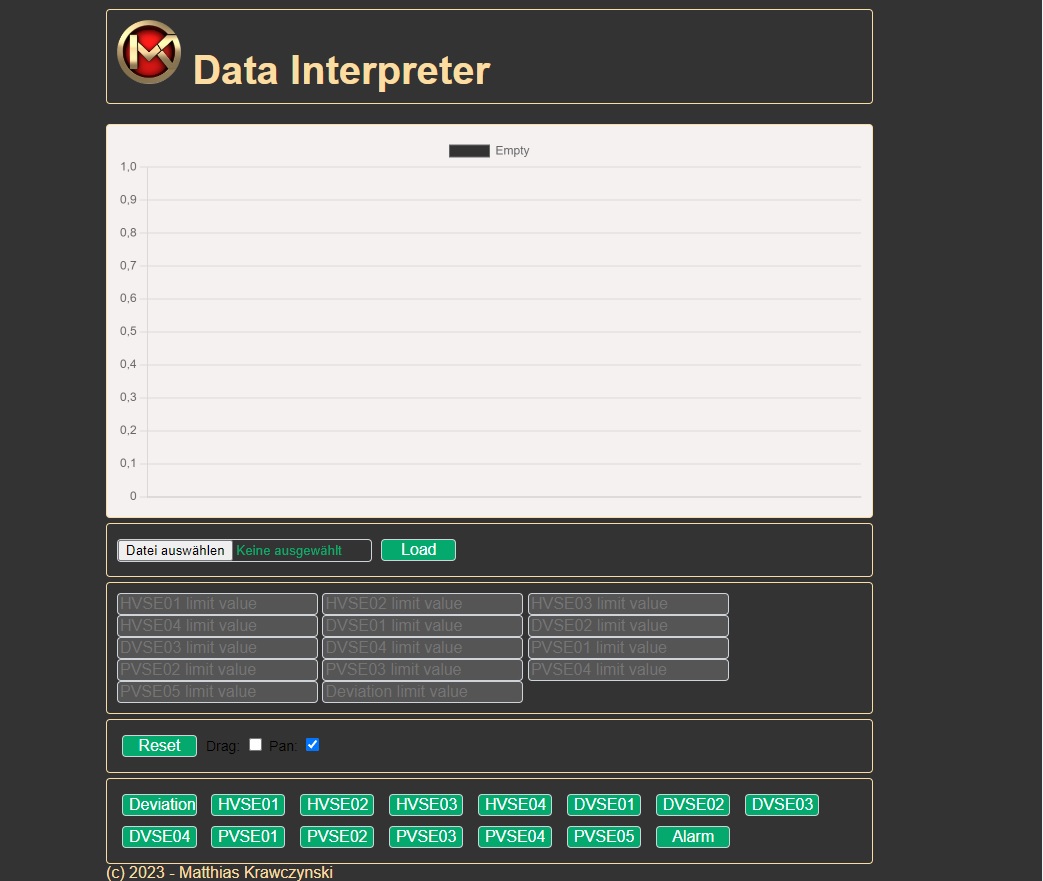 Data Interpreter
Empty
1,0
0,9
0,8
0,7
0,6
0,5
0,4
0,3
0,2
0,1
0
Datei auswählen Keine ausgewählt Load
HVSE01 limit value HVSE02 limit value HVSE03 limit value
HVSE04 limit value DVSE01 limit value DVSE02 limit value
DVSE03 limit value DVSE04 limit value PVSE01 limit value
PVSE02 limit value PVSE03 limit value PVSE04 limit value
PVSE05 limit value Deviation limit value
Reset Drag: Pan:
Deviation HVSE01 HVSE02 HVSE03 HVSE04 DVSE01 DVSE02 DVSE03
DVSE04 PVSE01 PVSE02 PVSE03 PVSE04 PVSE05 Alarm
(c) 2023 - Matthias Krawczynski